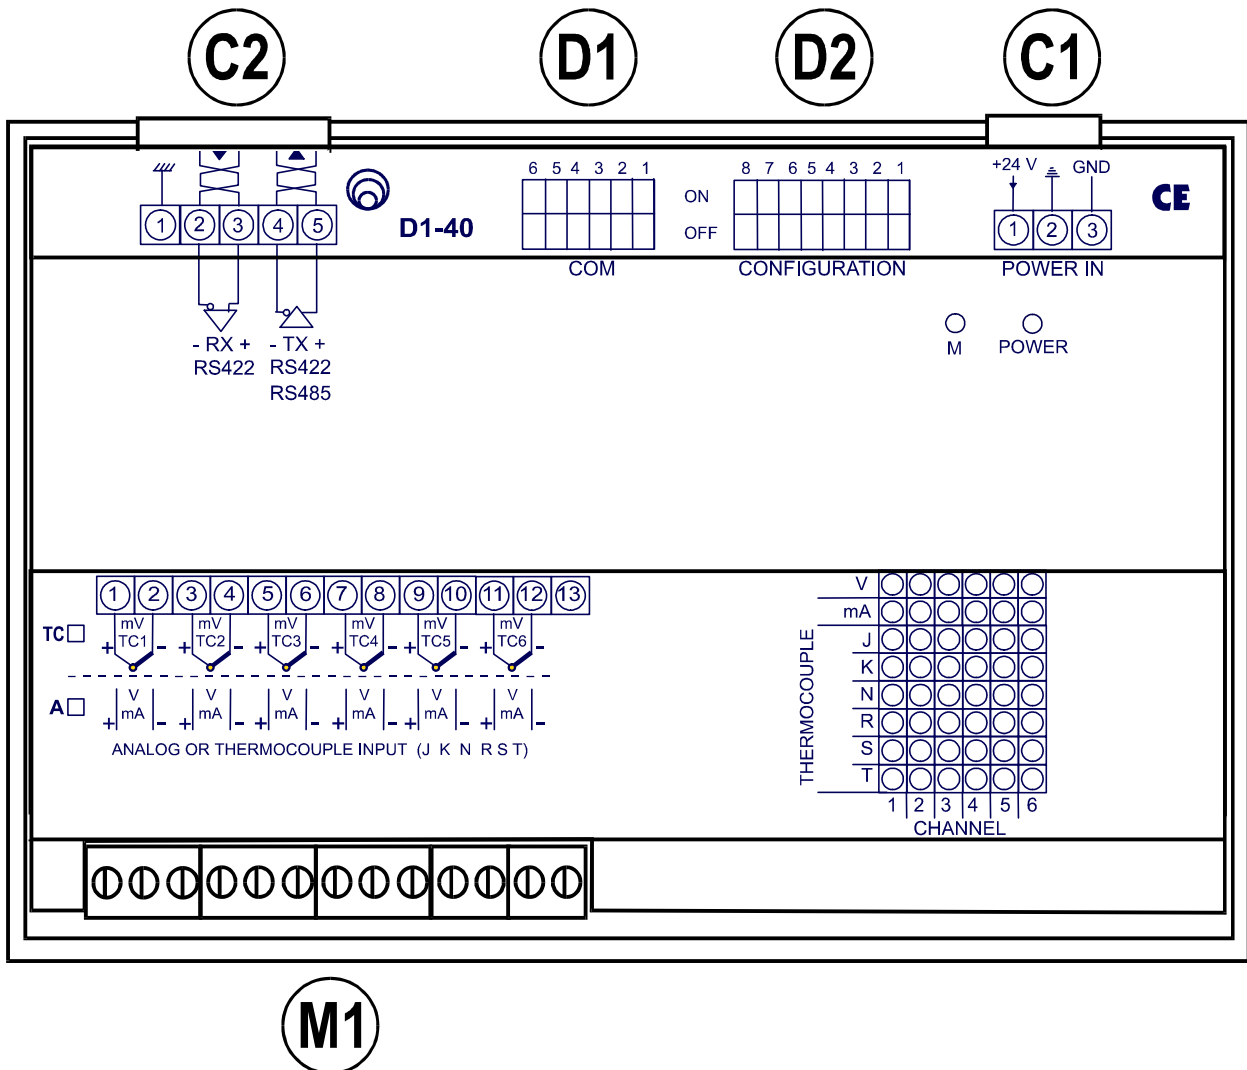 C2 D1 D2 C1
6 5 4 3 2 1
8 7 6 5 4 3 2 1
+24 V GND
CE
ON
OFF
1 2 3 4 5
D1-40
1 2 3
COM
CONFIGURATION
POWER IN
- RX +
RS422
- TX +
RS422
RS485
M
POWER
1 2 3 4 5 6 7 8 9 10 11 12 13
mV mV mV mV mV mV
TC
+ TC1 - + TC2 - + TC3 - + TC4 - + TC5 - + TC6 -
V V V V V V
A
+ mA - + mA - + mA - + mA - + mA - + mA -
ANALOG OR THERMOCOUPLE INPUT (J K N R S T)
THERMOCOUPLE
V
mA
J
K
N
R
S
T
1 2 3 4 5 6
CHANNEL
M1